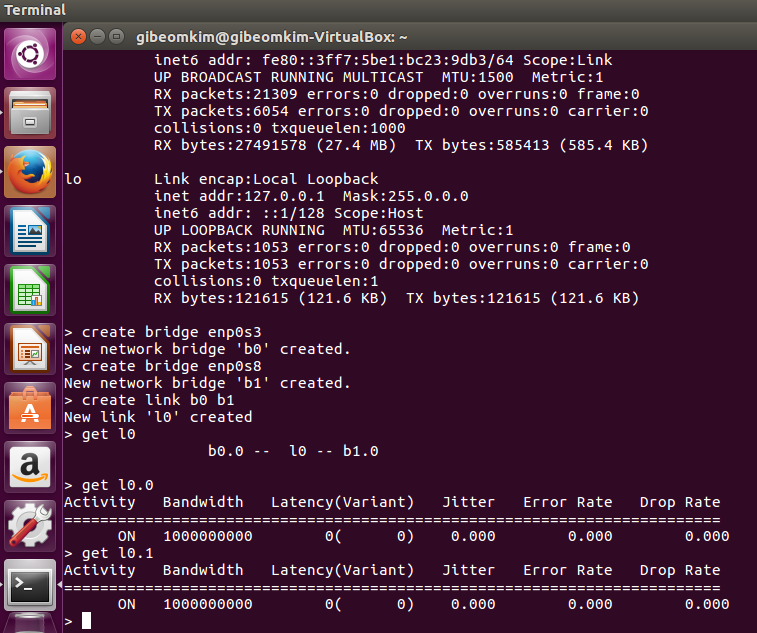 Terminal
gibeomkim@gibeomkim-VirtualBox: ~
inet6 addr: fe80::3ff7:5be1:bc23:9db3/64 Scope:Link
UP BROADCAST RUNNING MULTICAST  MTU:1500  Metric:1
RX packets:21309 errors:0 dropped:0 overruns:0 frame:0
TX packets:6054 errors:0 dropped:0 overruns:0 carrier:0
collisions:0 txqueuelen:1000
RX bytes:27491578 (27.4 MB)  TX bytes:585413 (585.4 KB)
lo        Link encap:Local Loopback
inet addr:127.0.0.1  Mask:255.0.0.0
inet6 addr: ::1/128 Scope:Host
UP LOOPBACK RUNNING  MTU:65536  Metric:1
RX packets:1053 errors:0 dropped:0 overruns:0 frame:0
TX packets:1053 errors:0 dropped:0 overruns:0 carrier:0
collisions:0 txqueuelen:1
RX bytes:121615 (121.6 KB)  TX bytes:121615 (121.6 KB)
> create bridge enp0s3
New network bridge 'b0' created.
> create bridge enp0s8
New network bridge 'b1' created.
> create link b0 b1
New link 'l0' created
> get l0
b0.0 --  l0 -- b1.0
> get l0.0
Activity   Bandwidth   Latency(Variant)   Jitter   Error Rate   Drop Rate
=========================================================================
ON   1000000000        0(      0)    0.000        0.000        0.000
> get l0.1
Activity   Bandwidth   Latency(Variant)   Jitter   Error Rate   Drop Rate
=========================================================================
ON   1000000000        0(      0)    0.000        0.000        0.000
>